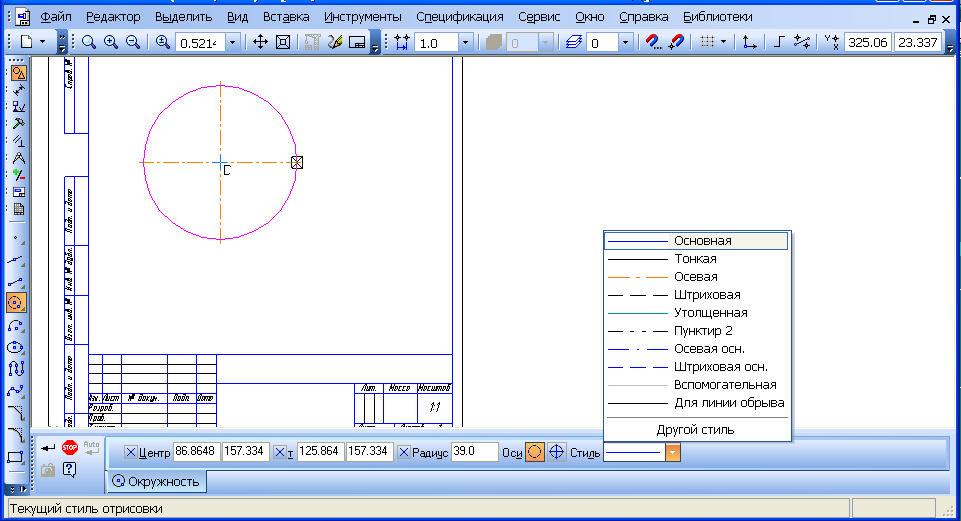 Файл Редактор Выделить Вид Вставка Инструменты Спецификация Сервис Окно Справка Библиотеки
0.521 1.0 0 0 325.06 23.337
Справ. №
Подп. и дата
Инв. № дубл.
Взам. инв. №
Подп. и дата
Основная
Тонкая
Осевая
Штриховая
Утолщенная
Пунктир 2
Осевая осн.
Штриховая осн.
Вспомогательная
Для линии обрыва
Другой стиль
Изм. Лист № докум. Подп. Дата
Разраб.
Пров.
Лит. Масса Масштаб
1:1
STOP Auto
Центр 86.8648 157.334 т 125.864 157.334 Радиус 39.0 Оси Стиль
Окружность
Текущий стиль отрисовки